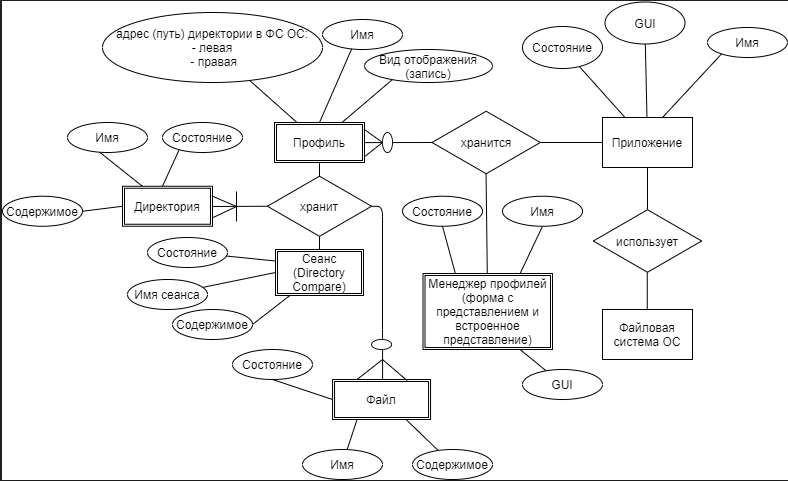 адрес (путь) директории в ФС ОС:
- левая
- правая
Имя
Вид отображения
(запись)
GUI
Состояние
Имя
Имя
Состояние
Профиль
хранится
Приложение
Содержимое
Директория
хранит
Состояние
Имя
использует
Состояние
Сеанс
(Directory
Compare)
Имя сеанса
Содержимое
Менеджер профилей
(форма с
представлением и
встроенное
представление)
Файловая
система ОС
Состояние
GUI
Файл
Имя
Содержимое